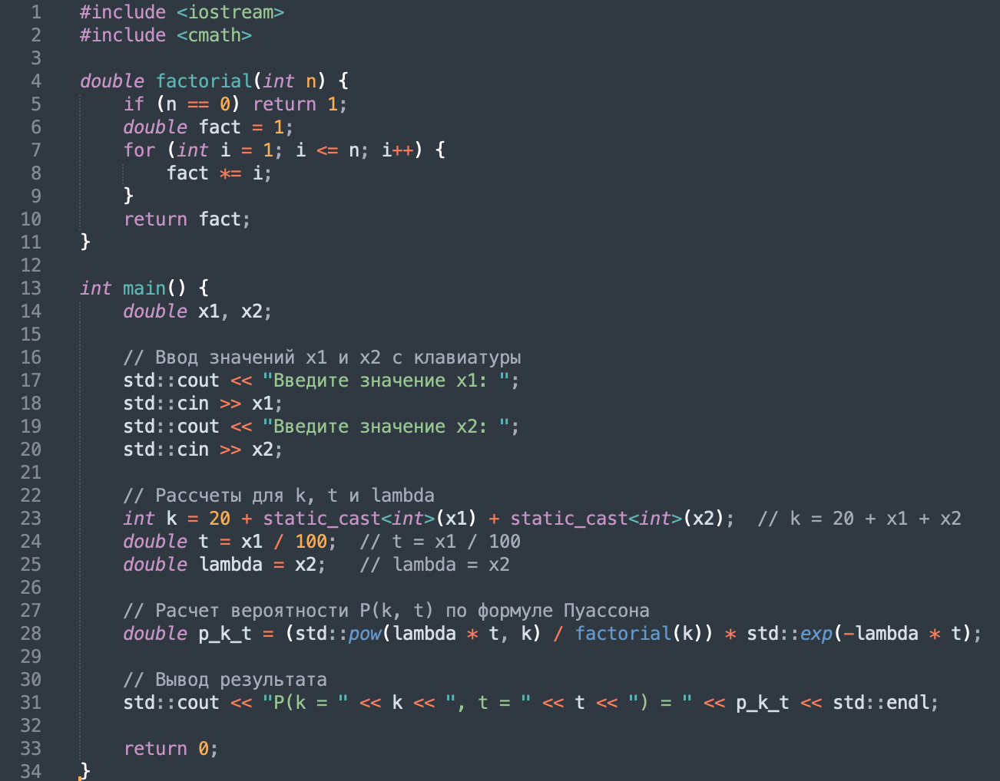 1 #include <iostream>
2 #include <cmath>
3
4 double factorial(int n) {
5     if (n == 0) return 1;
6     double fact = 1;
7     for (int i = 1; i <= n; i++) {
8         fact *= i;
9     }
10     return fact;
11 }
12
13 int main() {
14     double x1, x2;
15
16     // Ввод значений x1 и x2 с клавиатуры
17     std::cout << "Введите значение x1: ";
18     std::cin >> x1;
19     std::cout << "Введите значение x2: ";
20     std::cin >> x2;
21
22     // Рассчеты для k, t и lambda
23     int k = 20 + static_cast<int>(x1) + static_cast<int>(x2);  // k = 20 + x1 + x2
24     double t = x1 / 100;  // t = x1 / 100
25     double lambda = x2;   // lambda = x2
26
27     // Расчет вероятности P(k, t) по формуле Пуассона
28     double p_k_t = (std::pow(lambda * t, k) / factorial(k)) * std::exp(-lambda * t);
29
30     // Вывод результата
31     std::cout << "P(k = " << k << ", t = " << t << ") = " << p_k_t << std::endl;
32
33     return 0;
34 }